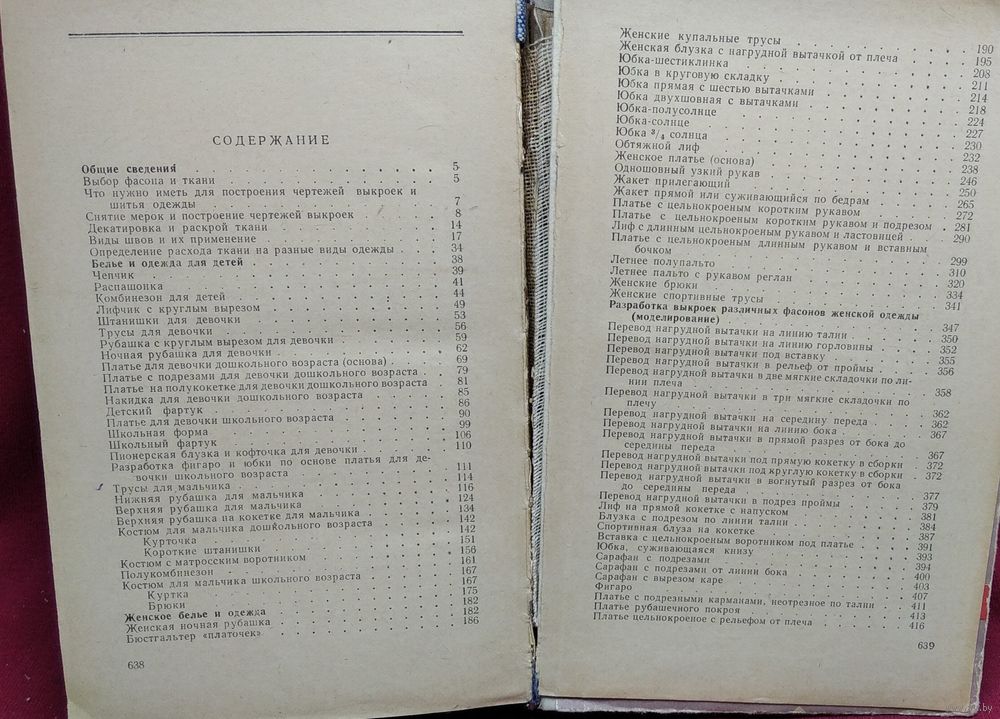 СОДЕРЖАНИЕ
Общие сведения . . . 5
Выбор фасона и ткани . . . 5
Что нужно иметь для построения чертежей выкроек и
шитья одежды . . . 7
Снятие мерок и построение чертежей выкроек . . . 8
Декатировка и раскрой ткани . . . 14
Виды швов и их применение . . . 17
Определение расхода ткани на разные виды одежды . . . 34
Белье и одежда для детей . . . 38
Чепчик . . . 39
Распашонка . . . 41
Комбинезон для детей . . . 44
Лифчик с круглым вырезом . . . 49
Штанишки для девочки . . . 53
Трусы для девочки . . . 56
Рубашка с круглым вырезом для девочки . . . 59
Ночная рубашка для девочки . . . 62
Платье для девочки дошкольного возраста (основа) . . . 69
Платье с подрезами для девочки дошкольного возраста . . . 79
Платье на полукокетке для девочки дошкольного возраста 81
Накидка для девочки дошкольного возраста . . . 85
Детский фартук . . . 86
Платье для девочки школьного возраста . . . 90
Школьная форма . . . 99
Школьный фартук . . . 106
Пионерская блузка и кофточка для девочки . . . 110
Разработка фигаро и юбки по основе платья для де-
вочки школьного возраста . . . 111
Трусы для мальчика . . . 114
Нижняя рубашка для мальчика . . . 116
Верхняя рубашка для мальчика . . . 124
Верхняя рубашка на кокетке для мальчика . . . 134
Костюм для мальчика дошкольного возраста . . . 142
Курточка . . . 142
Короткие штанишки . . . 151
Костюм с матросским воротником . . . 156
Полукомбинезон . . . 161
Костюм для мальчика школьного возраста . . . 167
Куртка . . . 167
Брюки . . . 175
Женское белье и одежда . . . 182
Женская ночная рубашка . . . 182
Бюстгальтер «платочек» . . . 186
638
Женские купальные трусы . . . 190
Женская блузка с нагрудной вытачкой от плеча . . . 195
Юбка-шестиклинка . . . 208
Юбка в круговую складку . . . 211
Юбка прямая с шестью вытачками . . . 214
Юбка двухшовная с вытачками . . . 218
Юбка-полусолнце . . . 224
Юбка-солнце . . . 227
Юбка 3/4 солнца . . . 230
Обтяжной лиф . . . 232
Женское платье (основа) . . . 238
Одношовный узкий рукав . . . 246
Жакет прилегающий . . . 250
Жакет прямой или суживающийся по бедрам . . . 265
Платье с цельнокроеным коротким рукавом . . . 272
Платье с цельнокроеным коротким рукавом и подрезом . 281
Лиф с длинным цельнокроеным рукавом и ластовицей . . . 290
Платье с цельнокроеным длинным рукавом и вставным
бочком . . . 299
Летнее полупальто . . . 310
Летнее пальто с рукавом реглан . . . 320
Женские брюки . . . 334
Женские спортивные трусы . . . 341
Разработка выкроек различных фасонов женской одежды
(моделирование) . . . 347
Перевод нагрудной вытачки на линию талии . . . 350
Перевод нагрудной вытачки на линию горловины . . . 352
Перевод нагрудной вытачки под вставку . . . 355
Перевод нагрудной вытачки в рельеф от проймы . . . 356
Перевод нагрудной вытачки в две мягкие складочки по ли-
нии плеча . . . 358
Перевод нагрудной вытачки в три мягкие складочки по
плечу . . . 362
Перевод нагрудной вытачки на середину переда . . . 362
Перевод нагрудной вытачки на линию бока . . . 367
Перевод нагрудной вытачки в прямой разрез от бока до
середины переда . . . 367
Перевод нагрудной вытачки под прямую кокетку в сборки 372
Перевод нагрудной вытачки под круглую кокетку в сборки 372
Перевод нагрудной вытачки в вогнутый разрез от бока
до середины переда . . . 377
Перевод нагрудной вытачки в подрез проймы . . . 379
Лиф на прямой кокетке с напуском . . . 381
Блузка с подрезом по линии талии . . . 384
Спортивная блуза на кокетке . . . 387
Вставка с цельнокроеным воротником под платье . . . 391
Юбка, суживающаяся книзу . . . 393
Сарафан с подрезами . . . 394
Сарафан с подрезами от линии бока . . . 400
Сарафан с вырезом каре . . . 403
Фигаро . . . 407
Платье с подрезными карманами, неотрезное по талии . . . 411
Платье рубашечного покроя . . . 413
Платье цельнокроеное с рельефом от плеча . . . 416
639